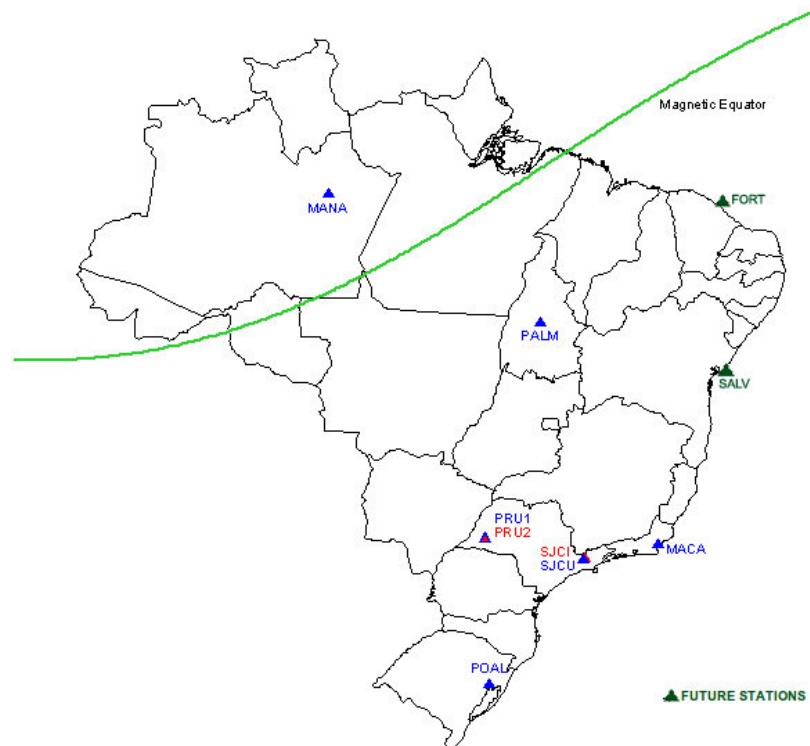 Magnetic Equator
MANA
FORT
PALM
SALV
PRU1
PRU2
SJCI
SJCU
MACA
POAL
FUTURE STATIONS